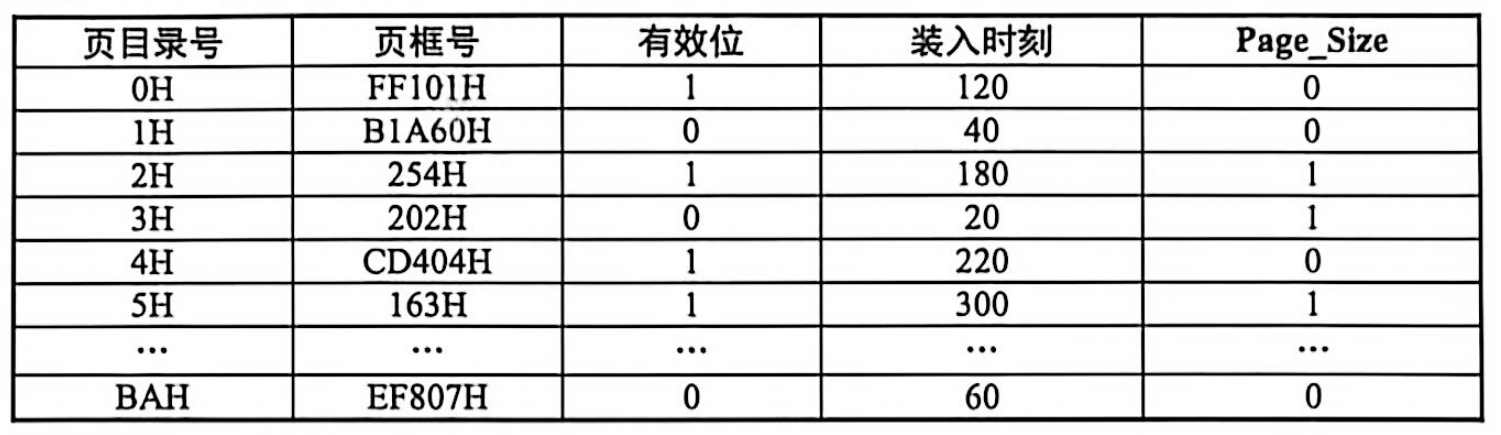 页目录号 页框号 有效位 装入时刻 Page_Size
0H FF101H 1 120 0
1H B1A60H 0 40 0
2H 254H 1 180 1
3H 202H 0 20 1
4H CD404H 1 220 0
5H 163H 1 300 1
… … … … …
BAH EF807H 0 60 0